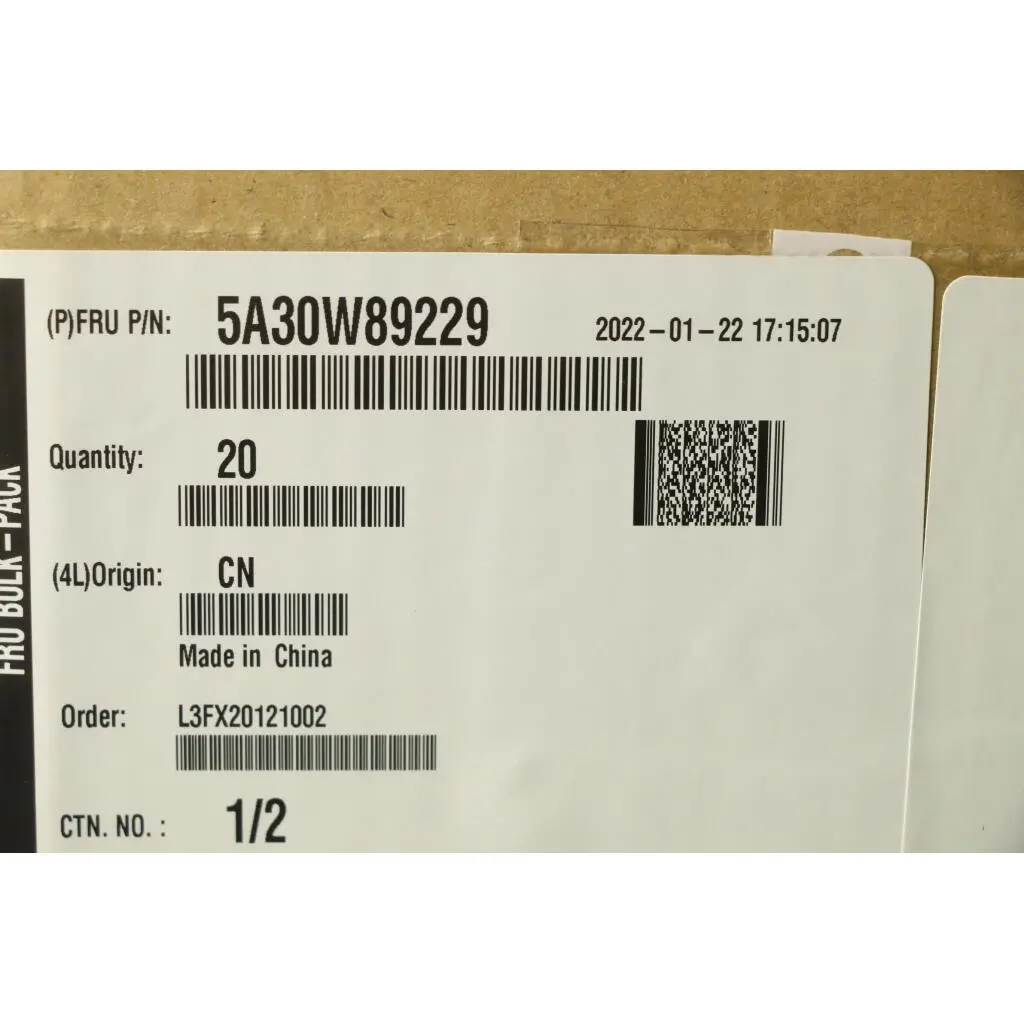 (P)FRU P/N: 5A30W89229 2022-01-22 17:15:07
Quantity: 20
(4L)Origin: CN
Made in China
Order: L3FX20121002
CTN. NO. : 1/2
FRU BULK-PACK